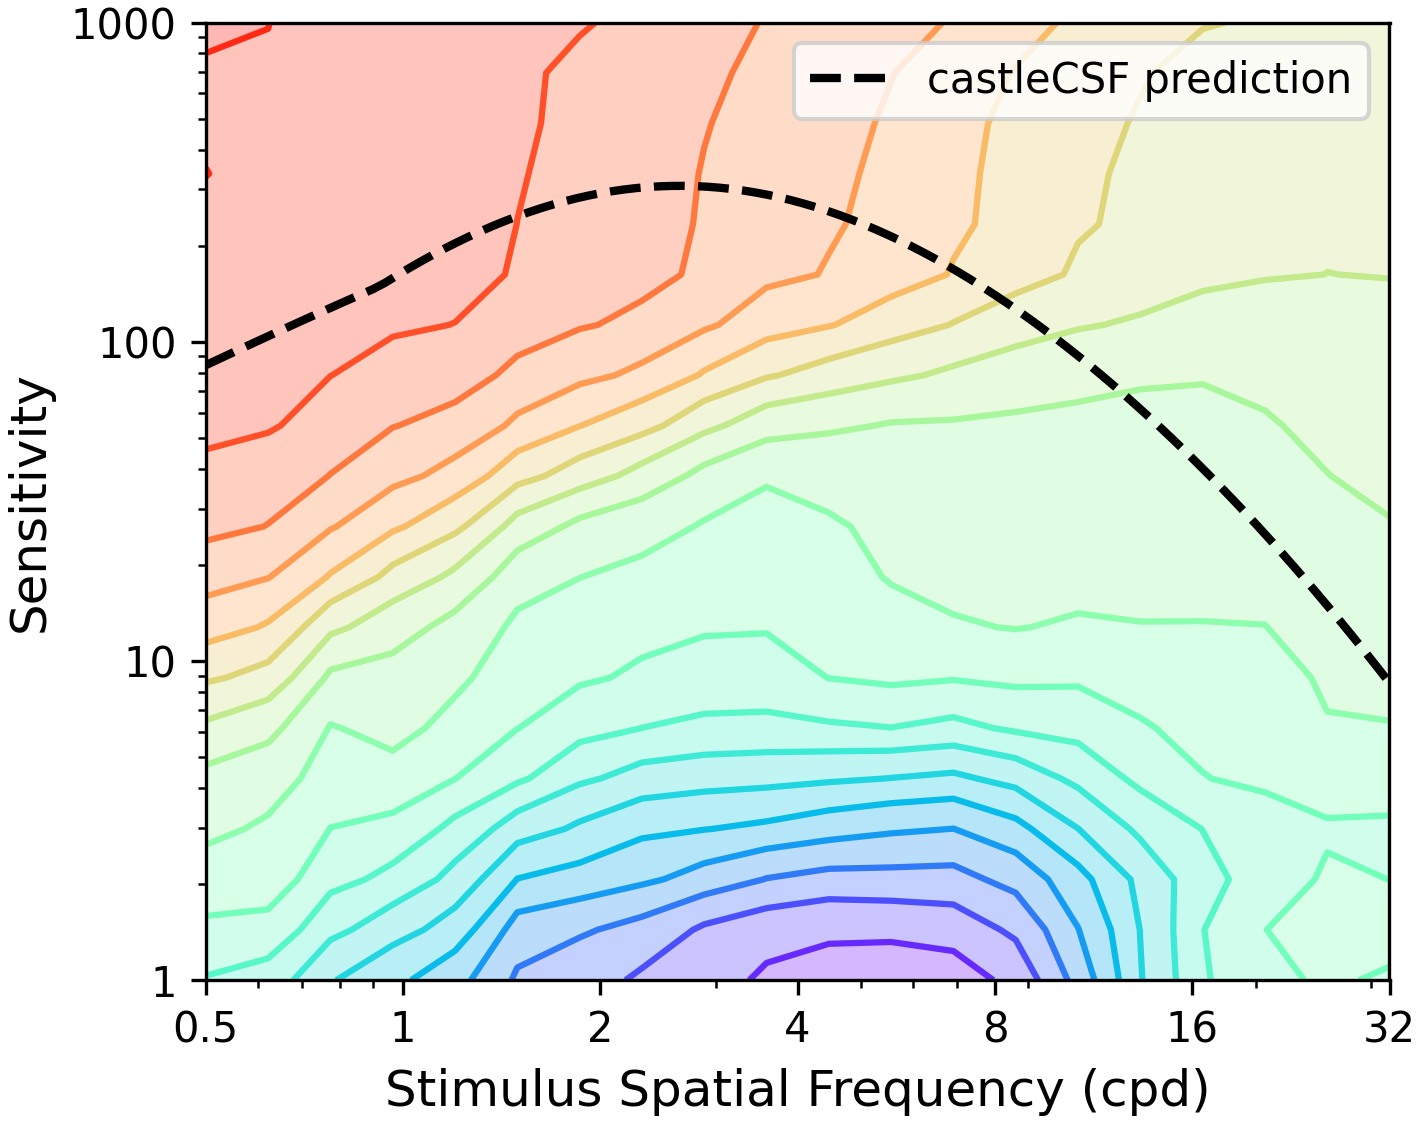 1000
castleCSF prediction
100
Sensitivity
10
1
0.5 1 2 4 8 16 32
Stimulus Spatial Frequency (cpd)